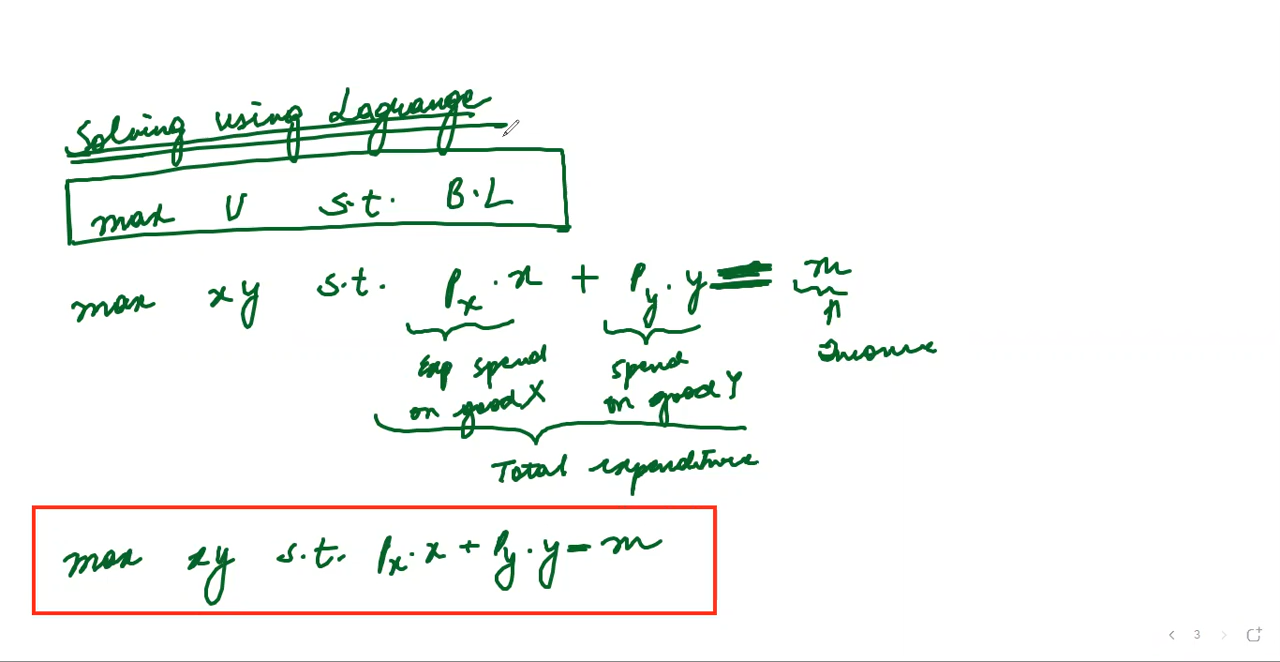 Solving using Lagrange
max U s.t. B.L
max xy s.t. Px . x + Py . y = m
Exp spend on good X
spend on good Y
Income
Total expenditure
max xy s.t. Px . x + Py . y = m
3